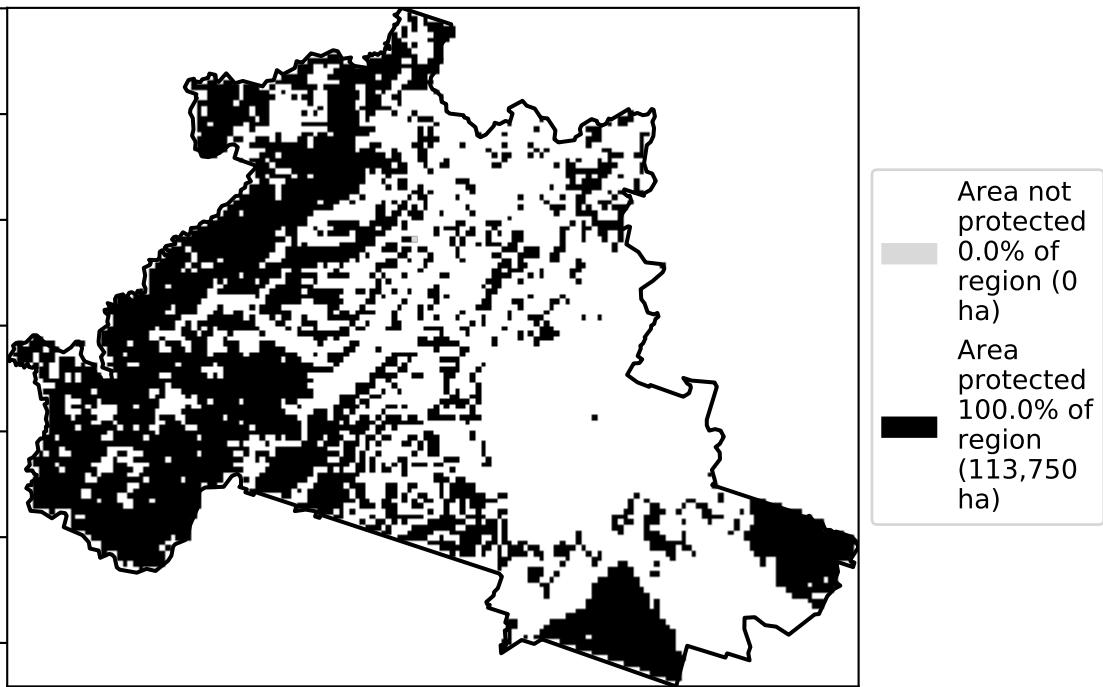 Area not
protected
0.0% of
region (0
ha)
Area
protected
100.0% of
region
(113,750
ha)